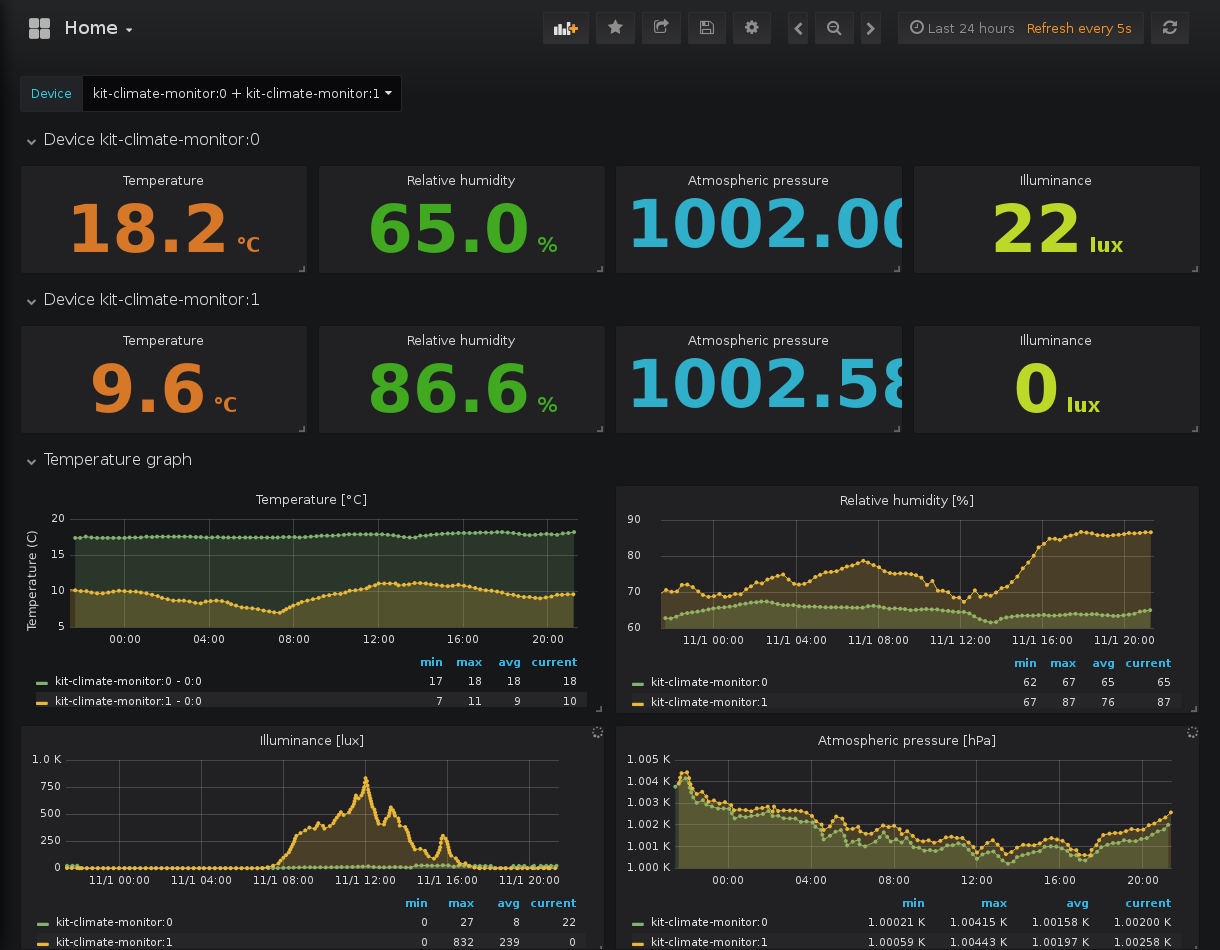 Home
Last 24 hours Refresh every 5s
Device kit-climate-monitor:0 + kit-climate-monitor:1
Device kit-climate-monitor:0
Temperature Relative humidity Atmospheric pressure Illuminance
18.2 °C 65.0 % 1002.00 22 lux
Device kit-climate-monitor:1
Temperature Relative humidity Atmospheric pressure Illuminance
9.6 °C 86.6 % 1002.58 0 lux
Temperature graph
Temperature [°C]
Temperature (C)
20
15
10
5
00:00 04:00 08:00 12:00 16:00 20:00
min max avg current
kit-climate-monitor:0 - 0:0 17 18 18 18
kit-climate-monitor:1 - 0:0 7 11 9 10
Relative humidity [%]
90
80
70
60
11/1 00:00 11/1 04:00 11/1 08:00 11/1 12:00 11/1 16:00 11/1 20:00
min max avg current
kit-climate-monitor:0 62 67 65 65
kit-climate-monitor:1 67 87 76 87
Illuminance [lux]
1.0 K
750
500
250
0
11/1 00:00 11/1 04:00 11/1 08:00 11/1 12:00 11/1 16:00 11/1 20:00
min max avg current
kit-climate-monitor:0 0 27 8 22
kit-climate-monitor:1 0 832 239 0
Atmospheric pressure [hPa]
1.005 K
1.004 K
1.003 K
1.002 K
1.001 K
1.000 K
00:00 04:00 08:00 12:00 16:00 20:00
min max avg current
kit-climate-monitor:0 1.00021 K 1.00415 K 1.00158 K 1.00200 K
kit-climate-monitor:1 1.00059 K 1.00443 K 1.00197 K 1.00258 K